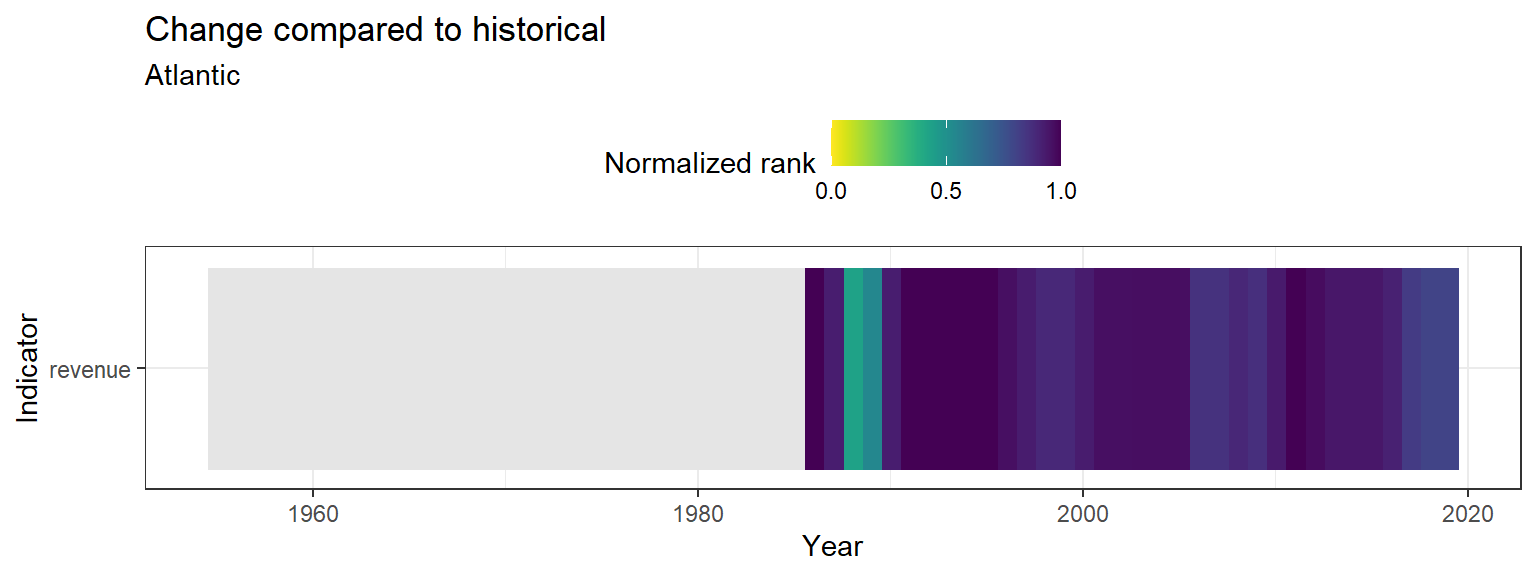 Change compared to historical
Atlantic
Normalized rank
0.0 0.5 1.0
Indicator
revenue
1960 1980 2000 2020
Year